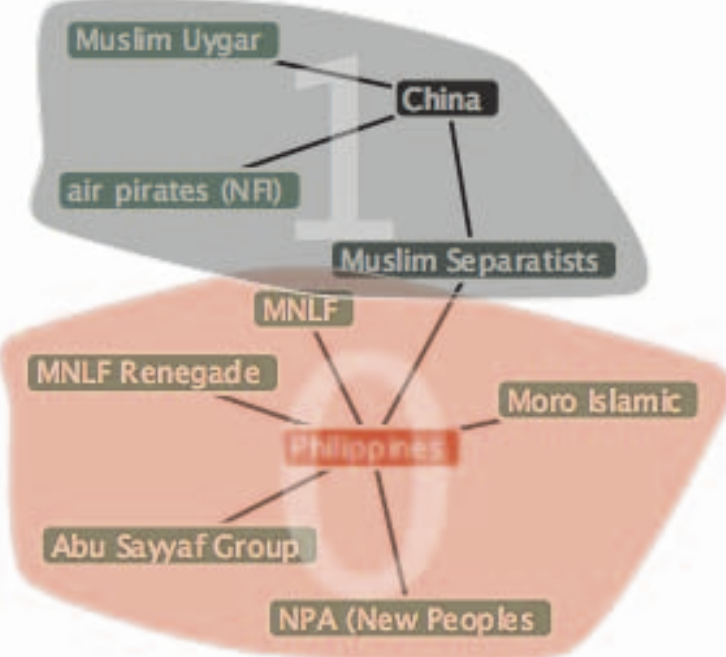 Muslim Uygar
1
China
air pirates (NFI)
Muslim Separatists
MNLF
MNLF Renegade
Moro Islamic
Philippines
0
Abu Sayyaf Group
NPA (New Peoples